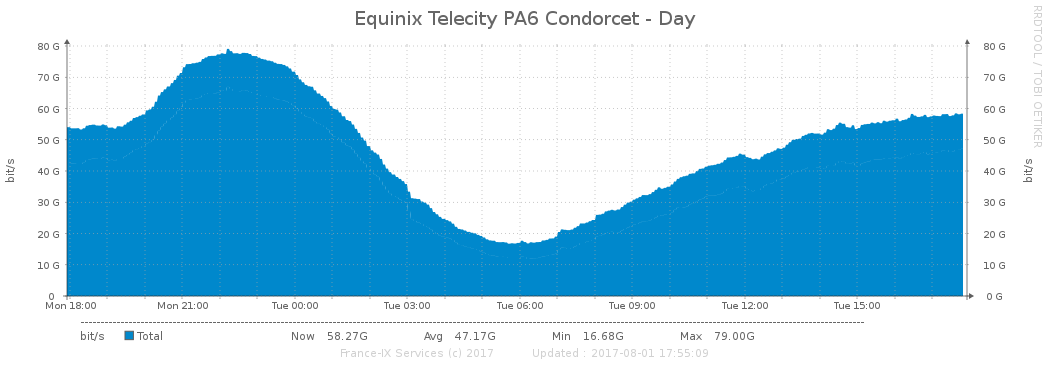 Equinix Telecity PA6 Condorcet - Day
RRDTOOL / TOBI OETIKER
80 G 80 G
70 G 70 G
60 G 60 G
50 G 50 G
40 G 40 G
30 G 30 G
20 G 20 G
10 G 10 G
0 0 G
bit/s bit/s
Mon 18:00 Mon 21:00 Tue 00:00 Tue 03:00 Tue 06:00 Tue 09:00 Tue 12:00 Tue 15:00
bit/s Total Now 58.27G Avg 47.17G Min 16.68G Max 79.00G
France-IX Services (c) 2017 Updated : 2017-08-01 17:55:09